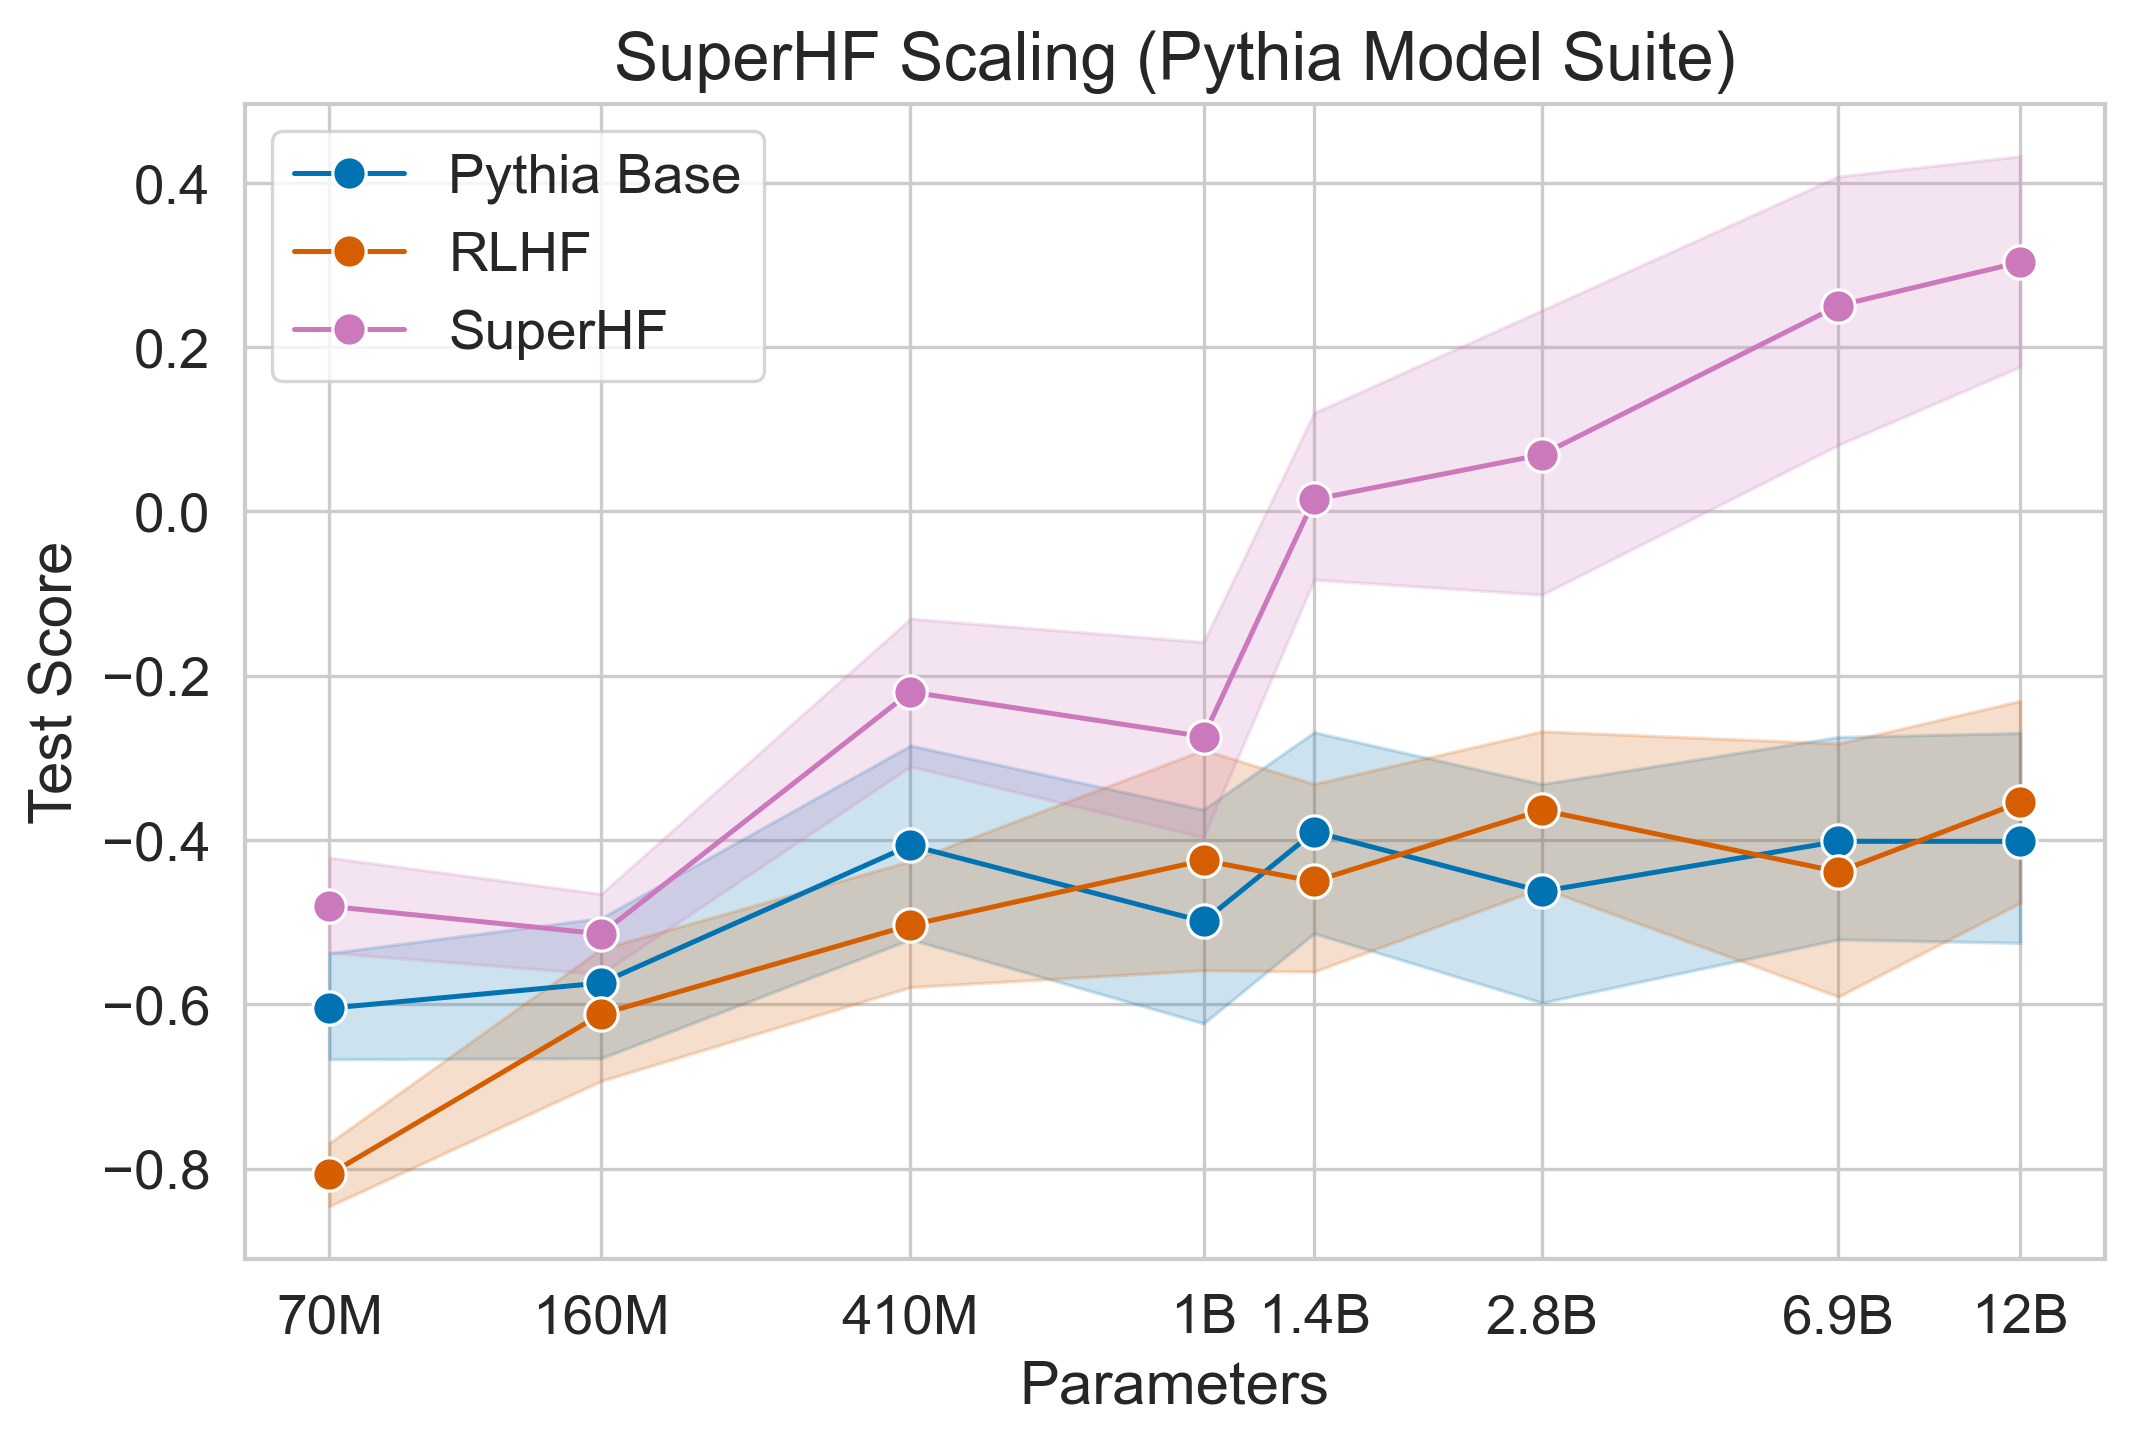 SuperHF Scaling (Pythia Model Suite)
Pythia Base
RLHF
SuperHF
0.4
0.2
0.0
−0.2
−0.4
−0.6
−0.8
Test Score
70M 160M 410M 1B 1.4B 2.8B 6.9B 12B
Parameters